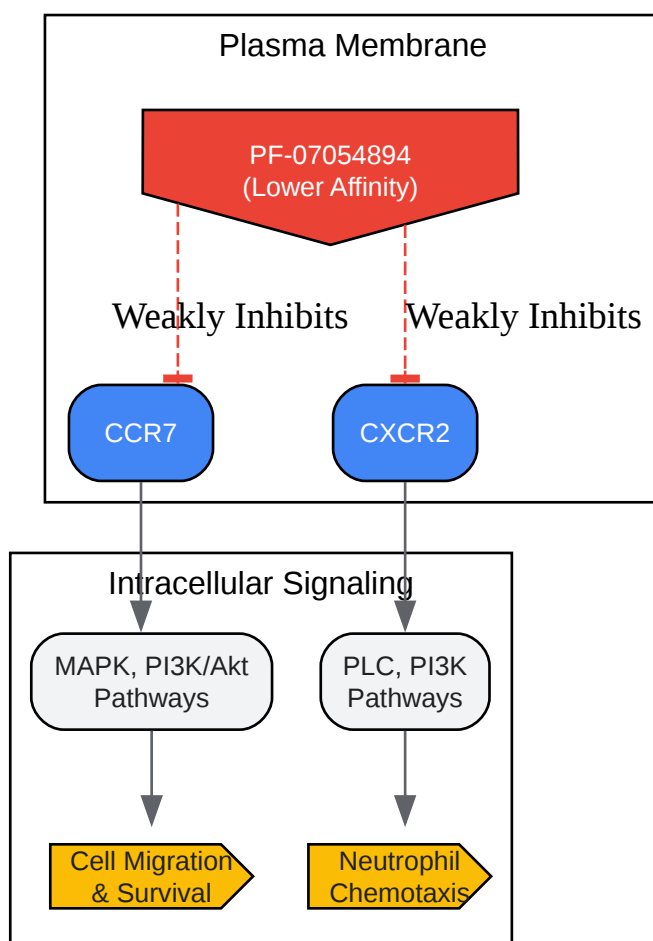 Plasma Membrane
PF-07054894
(Lower Affinity)
Weakly Inhibits
Weakly Inhibits
CCR7
CXCR2
Intracellular Signaling
MAPK, PI3K/Akt
Pathways
PLC, PI3K
Pathways
Cell Migration
& Survival
Neutrophil
Chemotaxis